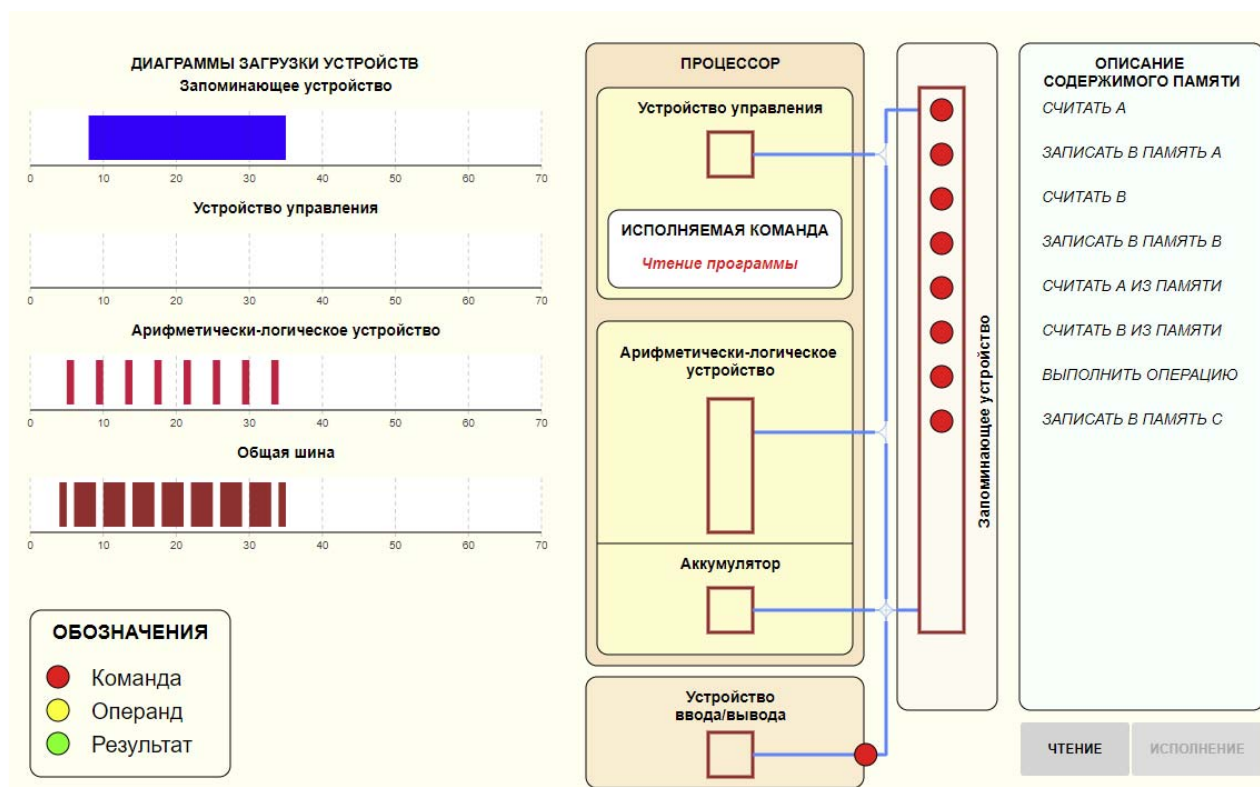 ДИАГРАММЫ ЗАГРУЗКИ УСТРОЙСТВ
Запоминающее устройство
0 10 20 30 40 50 60 70
Устройство управления
0 10 20 30 40 50 60 70
Арифметически-логическое устройство
0 10 20 30 40 50 60 70
Общая шина
0 10 20 30 40 50 60 70
ОБОЗНАЧЕНИЯ
Команда
Операнд
Результат
ПРОЦЕССОР
Устройство управления
ИСПОЛНЯЕМАЯ КОМАНДА
Чтение программы
Арифметически-логическое
устройство
Аккумулятор
Устройство
ввода/вывода
Запоминающее устройство
ОПИСАНИЕ
СОДЕРЖИМОГО ПАМЯТИ
СЧИТАТЬ А
ЗАПИСАТЬ В ПАМЯТЬ А
СЧИТАТЬ В
ЗАПИСАТЬ В ПАМЯТЬ В
СЧИТАТЬ А ИЗ ПАМЯТИ
СЧИТАТЬ В ИЗ ПАМЯТИ
ВЫПОЛНИТЬ ОПЕРАЦИЮ
ЗАПИСАТЬ В ПАМЯТЬ С
ЧТЕНИЕ
ИСПОЛНЕНИЕ